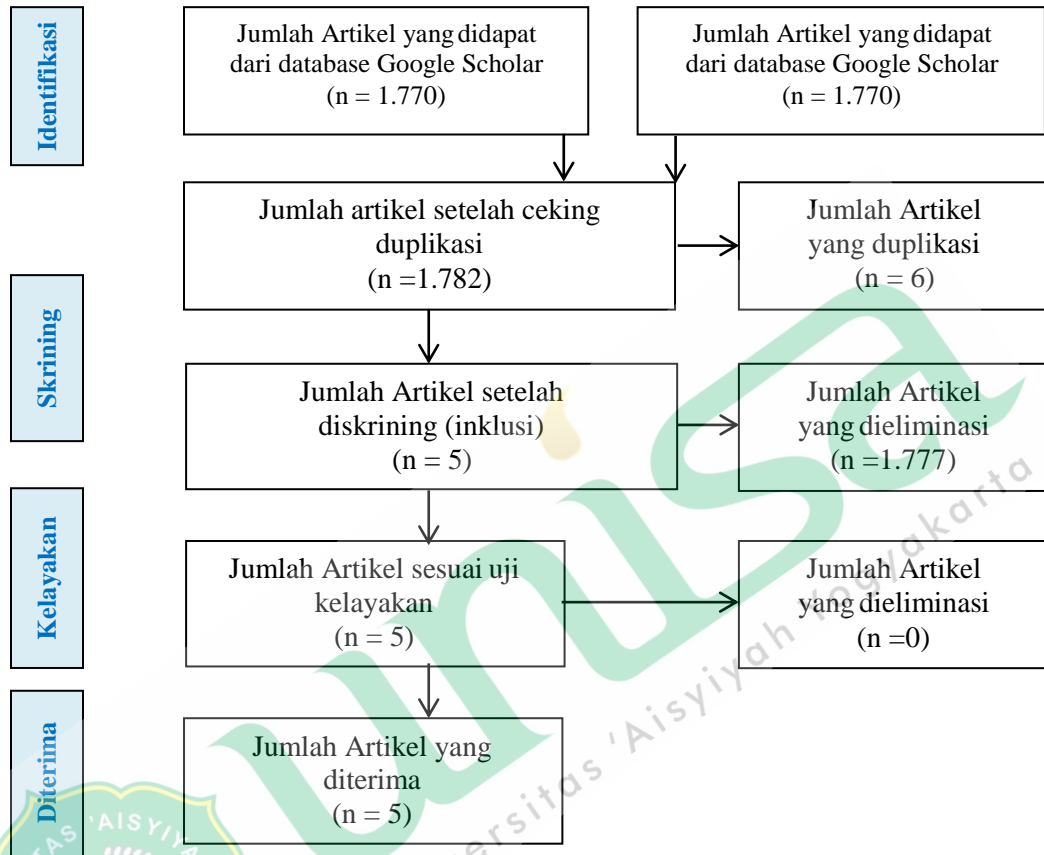 Identifikasi
Jumlah Artikel yang didapat
dari database Google Scholar
(n = 1.770)
Jumlah Artikel yang didapat
dari database Google Scholar
(n = 1.770)
Jumlah artikel setelah ceking
duplikasi
(n =1.782)
Jumlah Artikel
yang duplikasi
(n = 6)
Skrining
Jumlah Artikel setelah
diskrining (inklusi)
(n = 5)
Jumlah Artikel
yang dieliminasi
(n =1.777)
Kelayakan
Jumlah Artikel sesuai uji
kelayakan
(n = 5)
Jumlah Artikel
yang dieliminasi
(n =0)
Diterima
Jumlah Artikel yang
diterima
(n = 5)
unisa
'Aisyiyah Yogyakarta